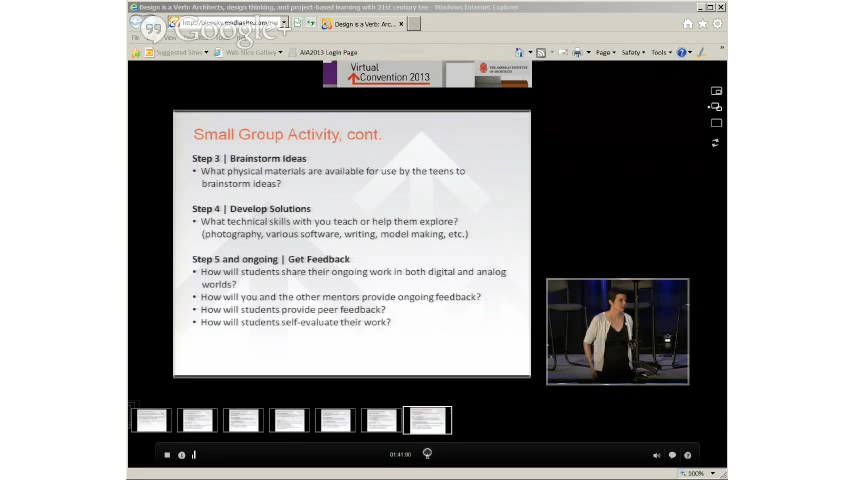 Design is a Verb: Architecture, design thinking, and project-based learning with 21st century tee - Windows Internet Explorer
Design is a Verb: Arc...
Google+
Suggested Sites
Web Slice Gallery
AIA2013 Login Page
Page
Safety
Tools
Virtual
Convention 2013
THE AMERICAN INSTITUTE
OF ARCHITECTS
Small Group Activity, cont.
Step 3 | Brainstorm Ideas
• What physical materials are available for use by the teens to
brainstorm ideas?
Step 4 | Develop Solutions
• What technical skills with you teach or help them explore?
(photography, various software, writing, model making, etc.)
Step 5 and ongoing | Get Feedback
• How will students share their ongoing work in both digital and analog
worlds?
• How will you and the other mentors provide ongoing feedback?
• How will students provide peer feedback?
• How will students self-evaluate their work?
01:41:00
100%